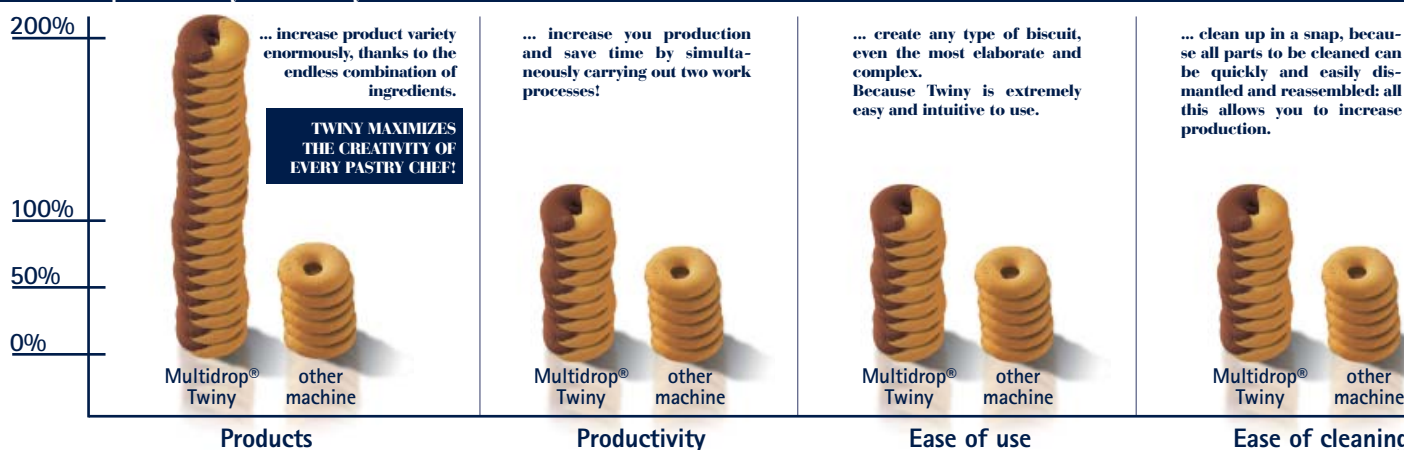 200%
100%
50%
0%
... increase product variety
enormously, thanks to the
endless combination of
ingredients.
TWINY MAXIMIZES
THE CREATIVITY OF
EVERY PASTRY CHEF!
Multidrop® Twiny
other machine
Products
... increase you production
and save time by simulta-
neously carrying out two work
processes!
Multidrop® Twiny
other machine
Productivity
... create any type of biscuit,
even the most elaborate and
complex.
Because Twiny is extremely
easy and intuitive to use.
Multidrop® Twiny
other machine
Ease of use
... clean up in a snap, becau-
se all parts to be cleaned can
be quickly and easily dis-
mantled and reassembled: all
this allows you to increase
production.
Multidrop® Twiny
other machine
Ease of cleaning